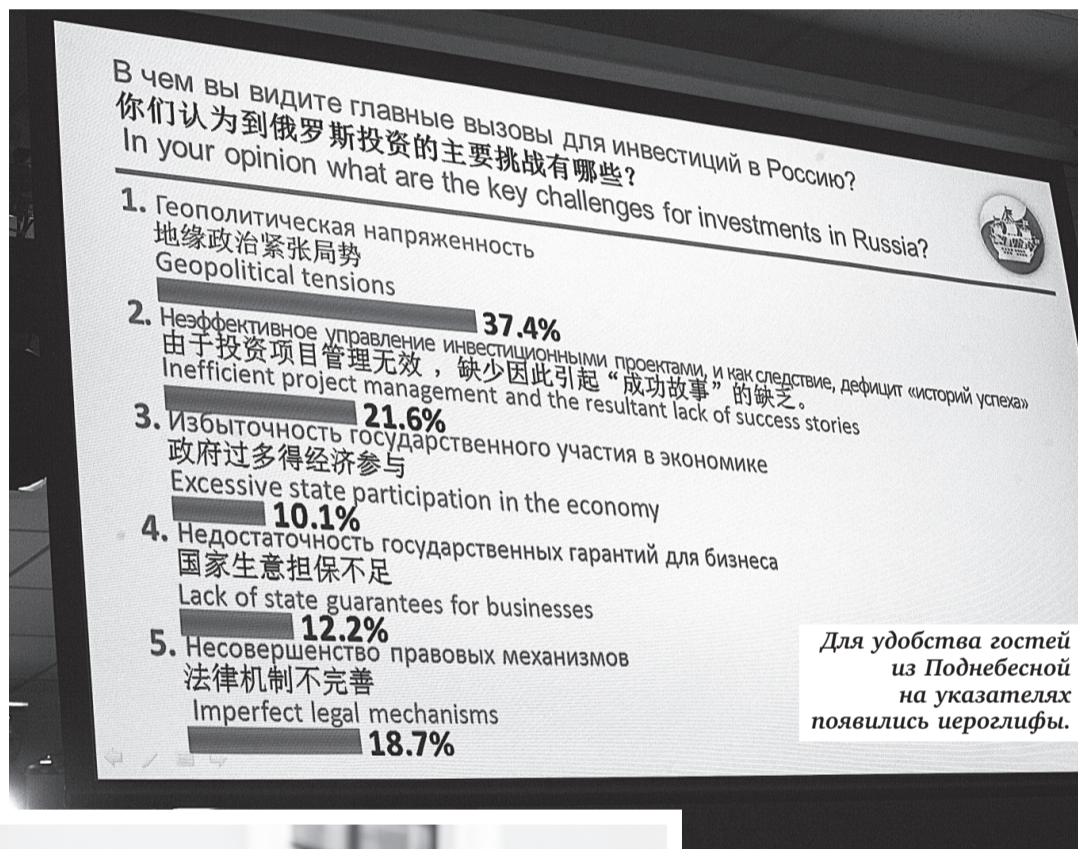 В чем вы видите главные вызовы для инвестиций в Россию?
你们认为到俄罗斯投资的主要挑战有哪些?
In your opinion what are the key challenges for investments in Russia?
1. Геополитическая напряженность
地缘政治紧张局势
Geopolitical tensions
37.4%
2. Неэффективное управление инвестиционными проектами, и как следствие, дефицит «историй успеха»
由于投资项目管理无效，缺少因此引起“成功故事”的缺乏。
Inefficient project management and the resultant lack of success stories
21.6%
3. Избыточность государственного участия в экономике
政府过多得经济参与
Excessive state participation in the economy
10.1%
4. Недостаточность государственных гарантий для бизнеса
国家生意担保不足
Lack of state guarantees for businesses
12.2%
5. Несовершенство правовых механизмов
法律机制不完善
Imperfect legal mechanisms
18.7%
Для удобства гостей
из Поднебесной
на указателях
появились иероглифы.